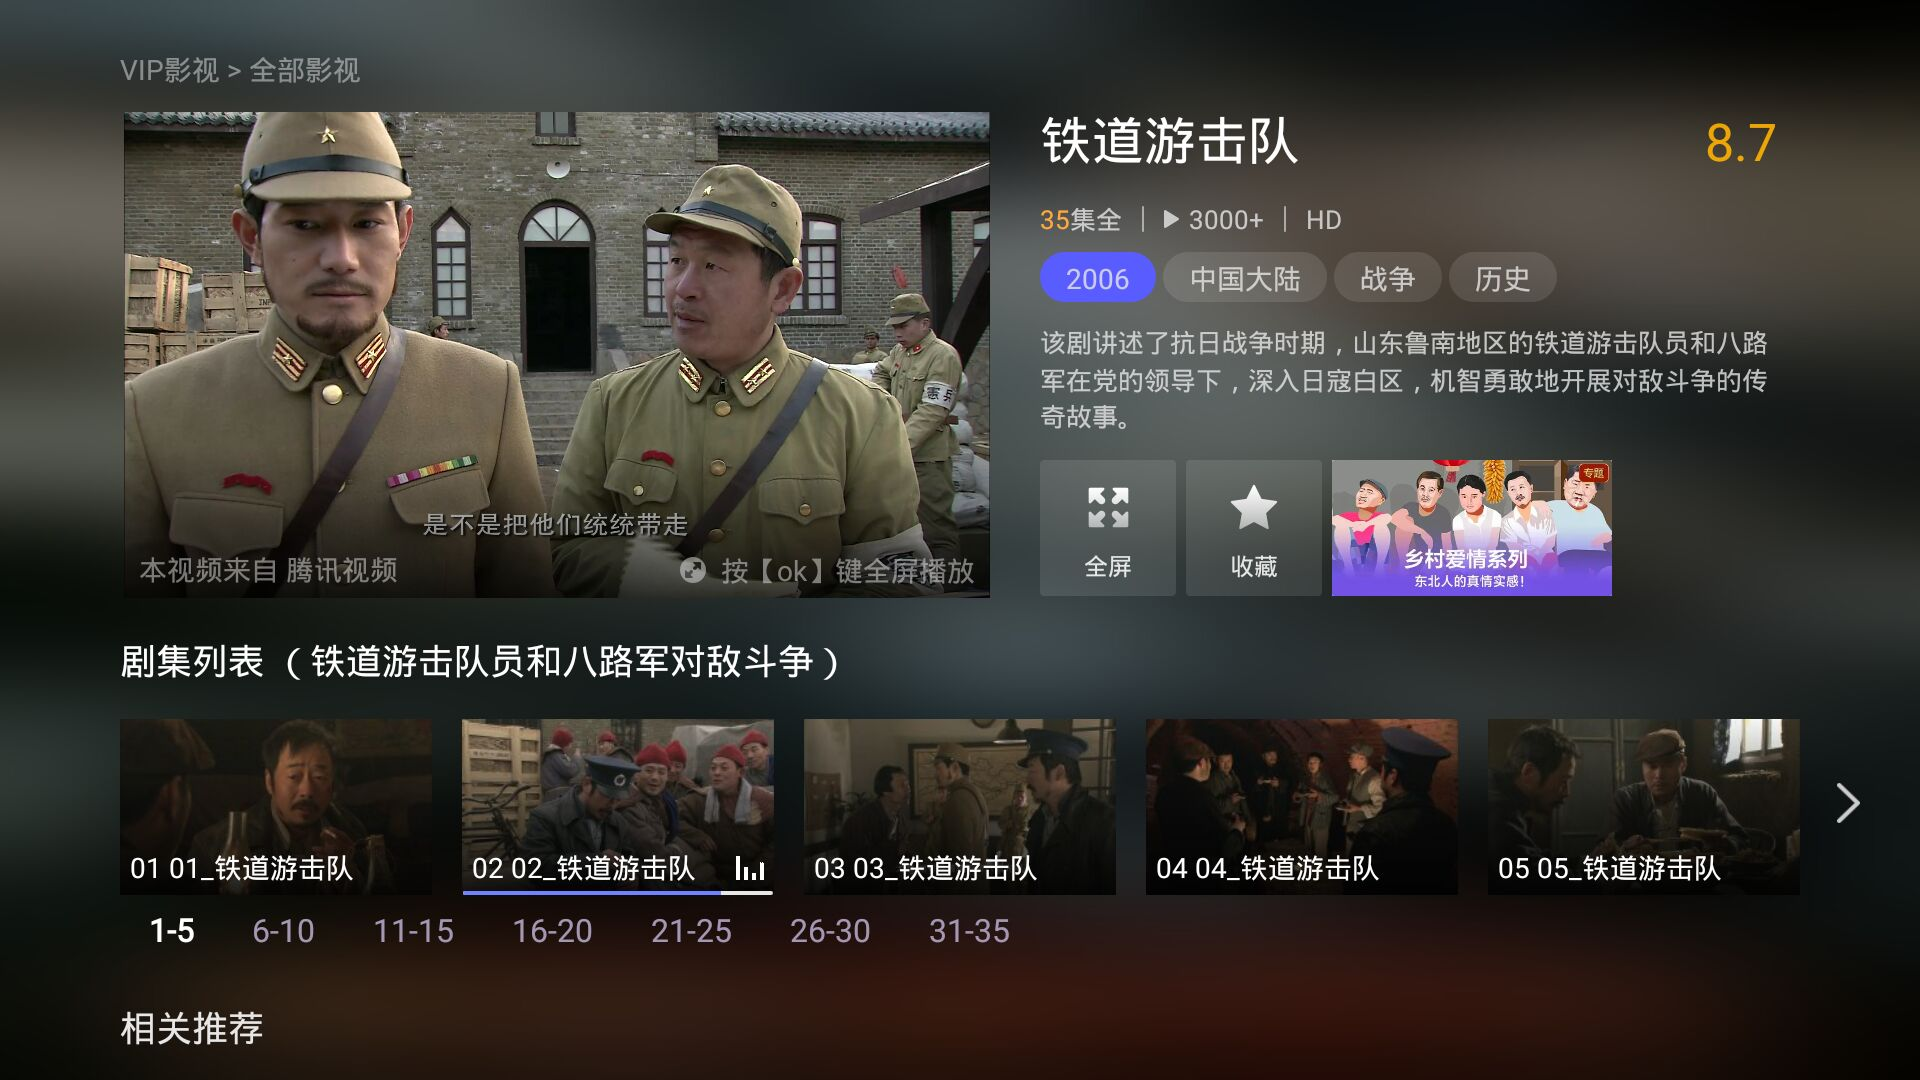 VIP影视 > 全部影视
铁道游击队
8.7
35集全 | 3000+ | HD
2006 中国大陆 战争 历史
该剧讲述了抗日战争时期，山东鲁南地区的铁道游击队员和八路
军在党的领导下，深入日寇白区，机智勇敢地开展对敌斗争的传
奇故事。
憲兵
是不是把他们统统带走
本视频来自 腾讯视频
按【ok】键全屏播放
全屏
收藏
专题
乡村爱情系列
东北人的真情实感！
剧集列表 （铁道游击队员和八路军对敌斗争）
01 01_铁道游击队
02 02_铁道游击队
03 03_铁道游击队
04 04_铁道游击队
05 05_铁道游击队
1-5 6-10 11-15 16-20 21-25 26-30 31-35
相关推荐